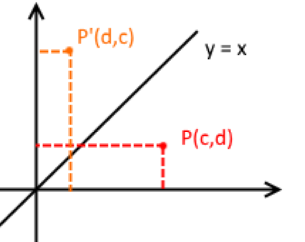 P'(d,c)
y = x
P(c,d)